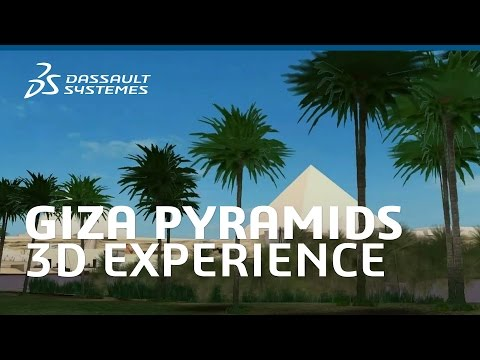 DASSAULT
SYSTEMES
GIZA PYRAMIDS
3D EXPERIENCE